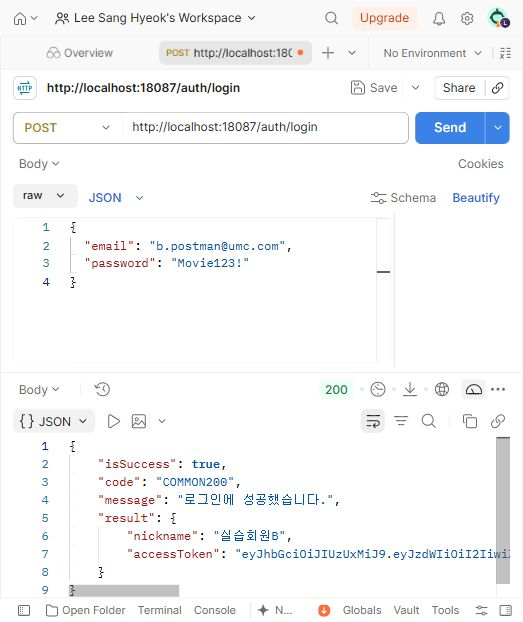 Lee Sang Hyeok's Workspace
Upgrade
L
Overview
POST http://localhost:180
No Environment
HTTP
http://localhost:18087/auth/login
Save
Share
POST
http://localhost:18087/auth/login
Send
Body
Cookies
raw
JSON
Schema
Beautify
1 {
2 "email": "b.postman@umc.com",
3 "password": "Movie123!"
4 }
Body
200
{} JSON
1 {
2 "isSuccess": true,
3 "code": "COMMON200",
4 "message": "로그인에 성공했습니다.",
5 "result": {
6 "nickname": "실습회원B",
7 "accessToken": "eyJhbGciOiJIUzUxMiJ9.eyJzdWIiOiI2Iiwi
8 }
9 }
Open Folder
Terminal
Console
N...
Globals
Vault
Tools